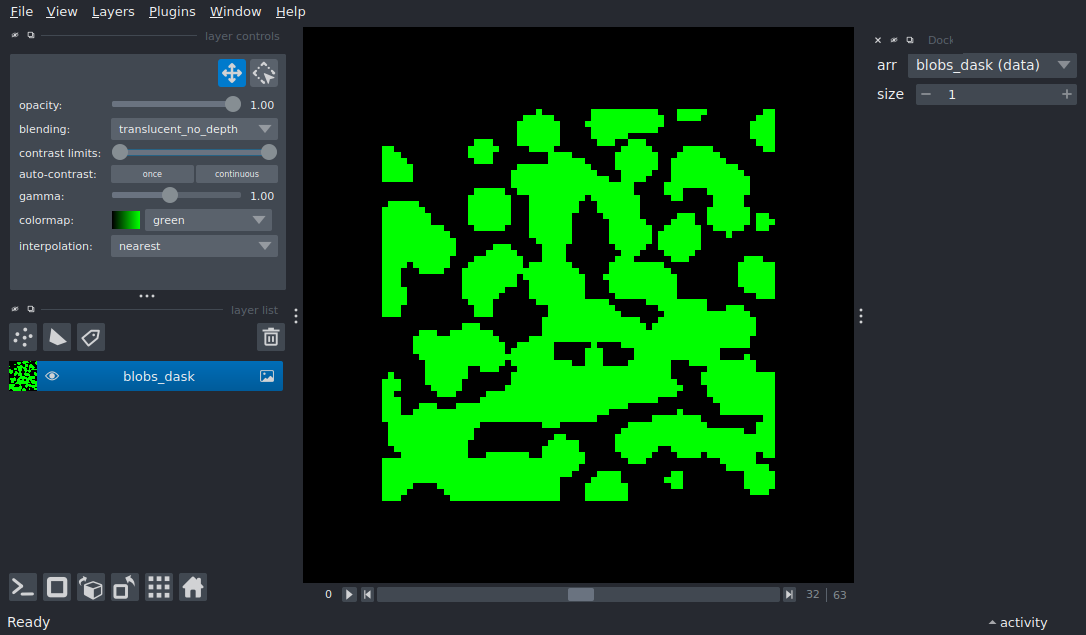 File View Layers Plugins Window Help
layer controls
opacity: 1.00
blending: translucent_no_depth
contrast limits:
auto-contrast: once continuous
gamma: 1.00
colormap: green
interpolation: nearest
layer list
blobs_dask
Dock
arr blobs_dask (data)
size 1
0 32 63
Ready
activity